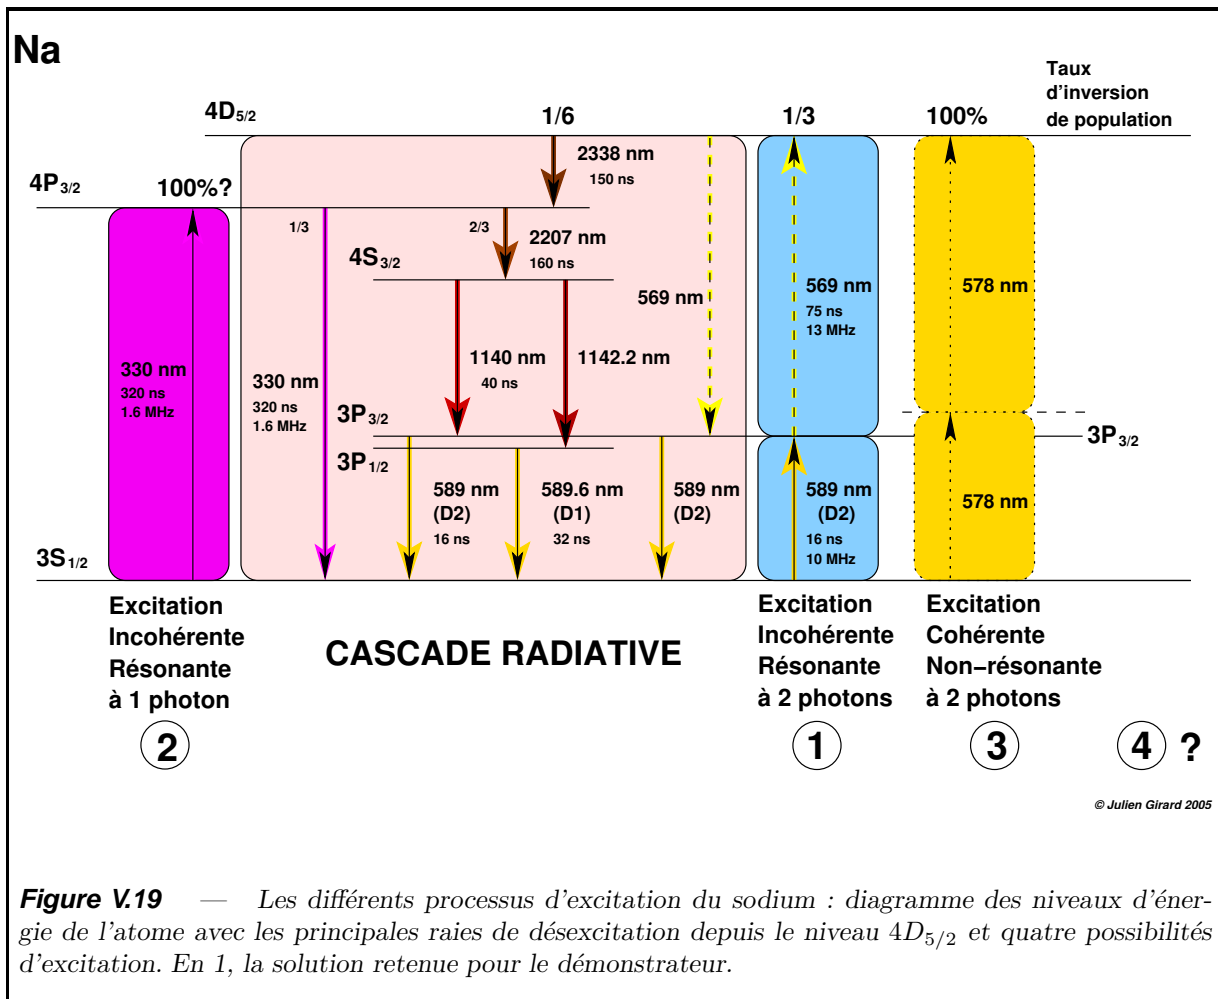 Na
Taux
d'inversion
de population
4D5/2
1/6
1/3
100%
2338 nm
150 ns
4P3/2
100%?
1/3
2/3
2207 nm
160 ns
4S3/2
569 nm
569 nm
75 ns
13 MHz
578 nm
330 nm
320 ns
1.6 MHz
330 nm
320 ns
1.6 MHz
1140 nm
40 ns
1142.2 nm
3P3/2
3P3/2
3P1/2
589 nm
(D2)
16 ns
589.6 nm
(D1)
32 ns
589 nm
(D2)
589 nm
(D2)
16 ns
10 MHz
578 nm
3S1/2
Excitation
Incohérente
Résonante
à 1 photon
2
CASCADE RADIATIVE
Excitation
Incohérente
Résonante
à 2 photons
1
Excitation
Cohérente
Non−résonante
à 2 photons
3
4 ?
© Julien Girard 2005
Figure V.19 — Les différents processus d'excitation du sodium : diagramme des niveaux d'éner-
gie de l'atome avec les principales raies de désexcitation depuis le niveau 4D5/2 et quatre possibilités
d'excitation. En 1, la solution retenue pour le démonstrateur.